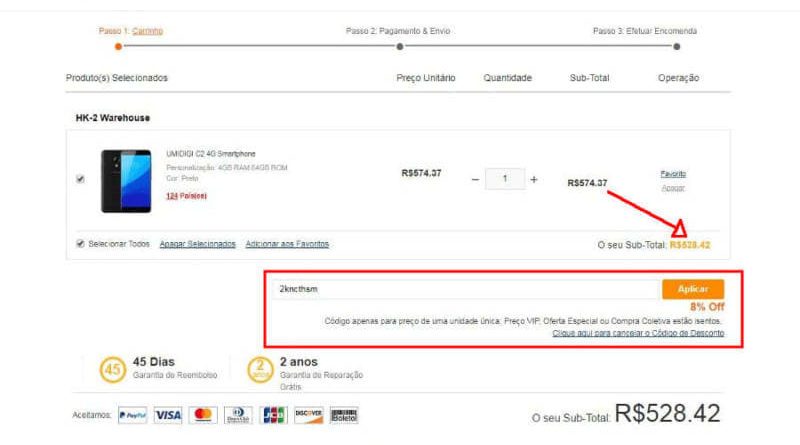 Passo 1: Carrinho Passo 2: Pagamento & Envio Passo 3: Efetuar Encomenda
Produto(s) Selecionados Preço Unitário Quantidade Sub-Total Operação
HK-2 Warehouse
UMIDIGI C2 4G Smartphone
Personalização: 4GB RAM 64GB ROM
Cor: Preto
124 País(es)
R$574.37 − 1 + R$574.37 Favorito
Apagar
Selecionar Todos Apagar Selecionados Adicionar aos Favoritos O seu Sub-Total: R$528.42
2kncthsm Aplicar
8% Off
Código apenas para preço de uma unidade única: Preço VIP, Oferta Especial ou Compra Coletiva estão isentos.
Clique aqui para cancelar o Código de Desconto
45 45 Dias
Garantia de Reembolso
2 anos 2 anos
Garantia de Reparação
Grátis
Aceitamos: PayPal VISA MasterCard Diners Club JCB DISCOVER Boleto
O seu Sub-Total: R$528.42